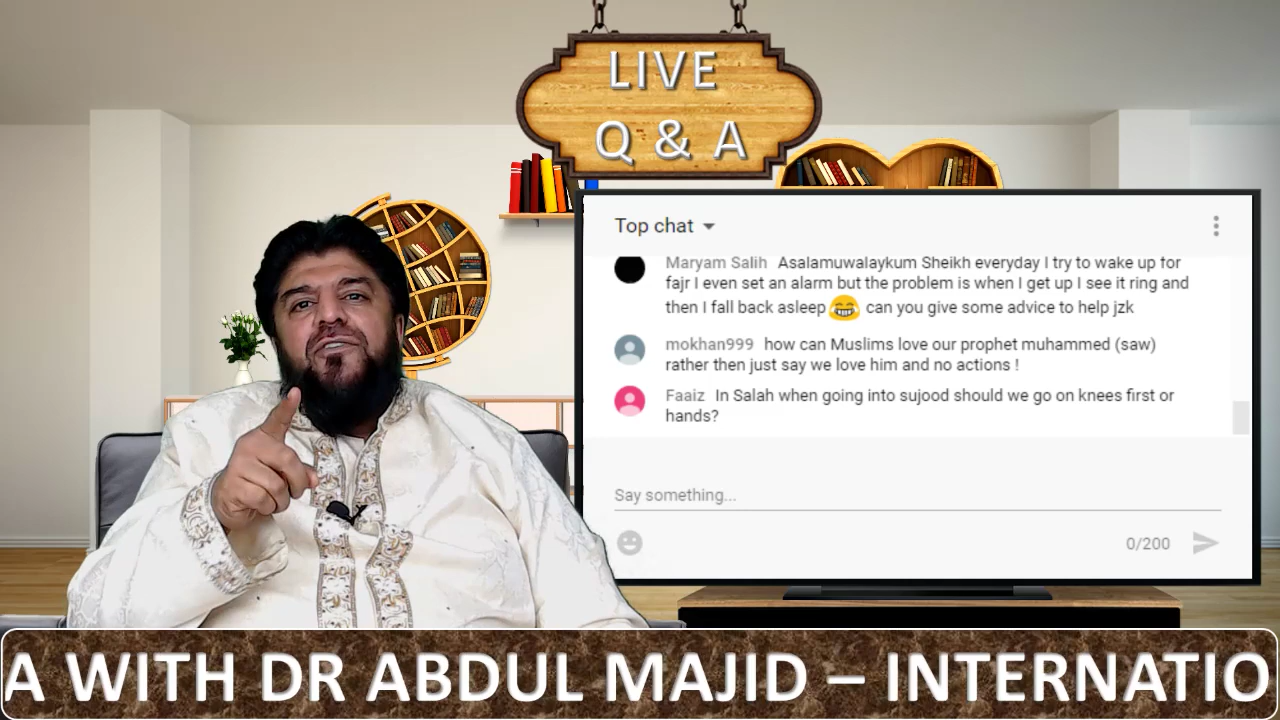 LIVE
Q & A
Top chat
Maryam Salih Asalamuwalaykum Sheikh everyday I try to wake up for
fajr I even set an alarm but the problem is when I get up I see it ring and
then I fall back asleep 😂 can you give some advice to help jzk
mokhan999 how can Muslims love our prophet muhammed (saw)
rather then just say we love him and no actions !
Faaiz In Salah when going into sujood should we go on knees first or
hands?
Say something...
0/200
A WITH DR ABDUL MAJID – INTERNATIO